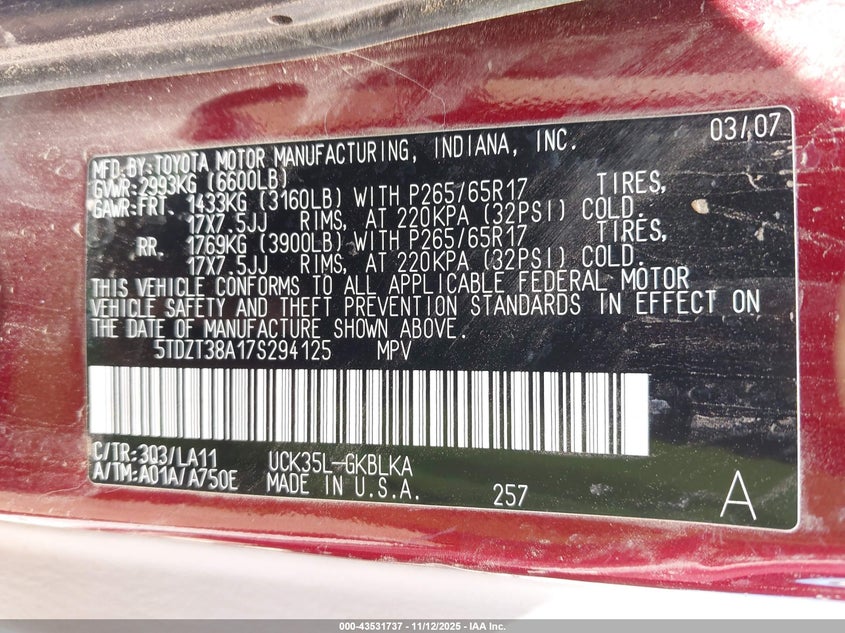 03/07
MFD.BY:TOYOTA MOTOR MANUFACTURING, INDIANA, INC.
GVWR:2993KG (6600LB)
GAWR:FRT. 1433KG (3160LB) WITH P265/65R17 TIRES,
17X7.5JJ RIMS, AT 220KPA (32PSI) COLD.
RR. 1769KG (3900LB) WITH P265/65R17 TIRES,
17X7.5JJ RIMS, AT 220KPA (32PSI) COLD.
THIS VEHICLE CONFORMS TO ALL APPLICABLE FEDERAL MOTOR
VEHICLE SAFETY AND THEFT PREVENTION STANDARDS IN EFFECT ON
THE DATE OF MANUFACTURE SHOWN ABOVE.
5TDZT38A17S294125 MPV
C/TR:3Q3/LA11 UCK35L-GKBLKA
A/TM:A01A/A750E MADE IN U.S.A. 257 A
000-43531737 - 11/12/2025 - IAA Inc.